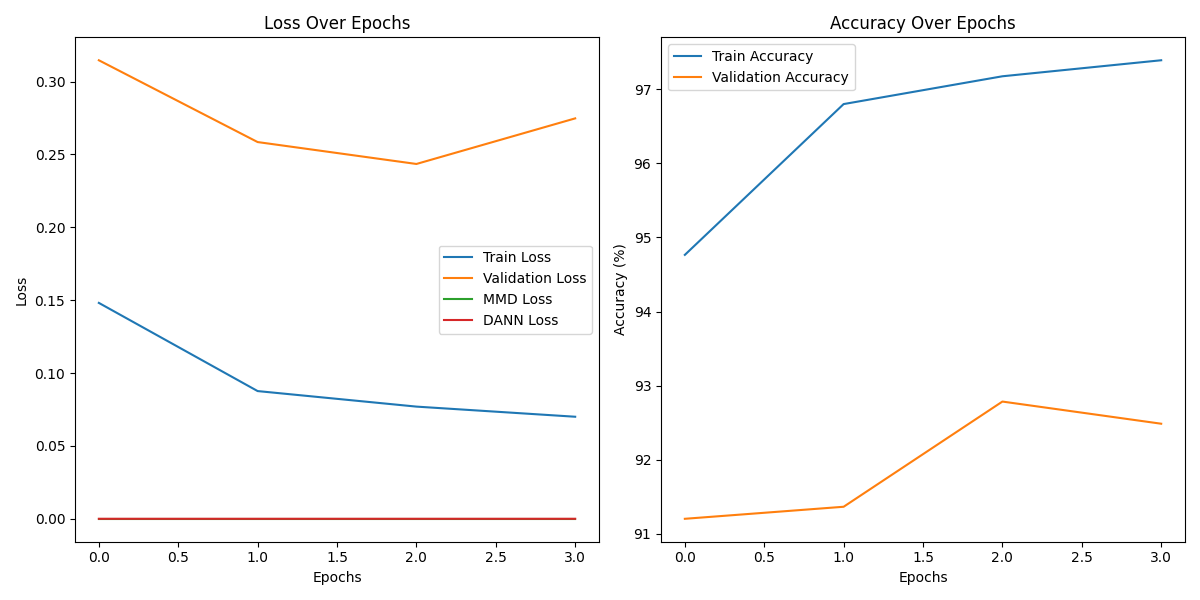 Loss Over Epochs
Loss
0.30
0.25
0.20
0.15
0.10
0.05
0.00
Train Loss
Validation Loss
MMD Loss
DANN Loss
0.0 0.5 1.0 1.5 2.0 2.5 3.0
Epochs
Accuracy Over Epochs
Accuracy (%)
Train Accuracy
Validation Accuracy
97
96
95
94
93
92
91
0.0 0.5 1.0 1.5 2.0 2.5 3.0
Epochs